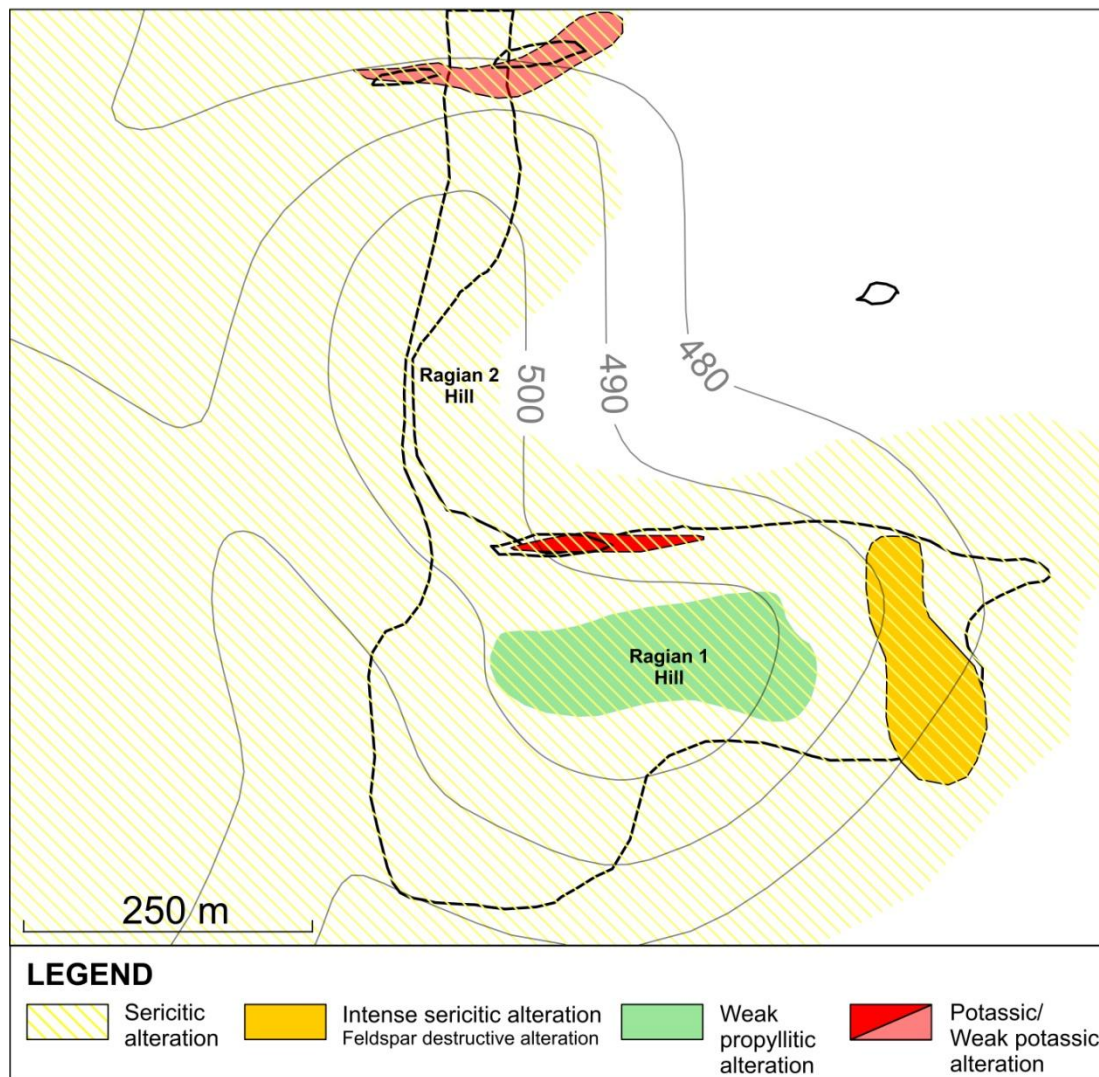 480
490
500
Ragian 2
Hill
Ragian 1
Hill
250 m
LEGEND
Sericitic
alteration
Intense sericitic alteration
Feldspar destructive alteration
Weak
propyllitic
alteration
Potassic/
Weak potassic
alteration